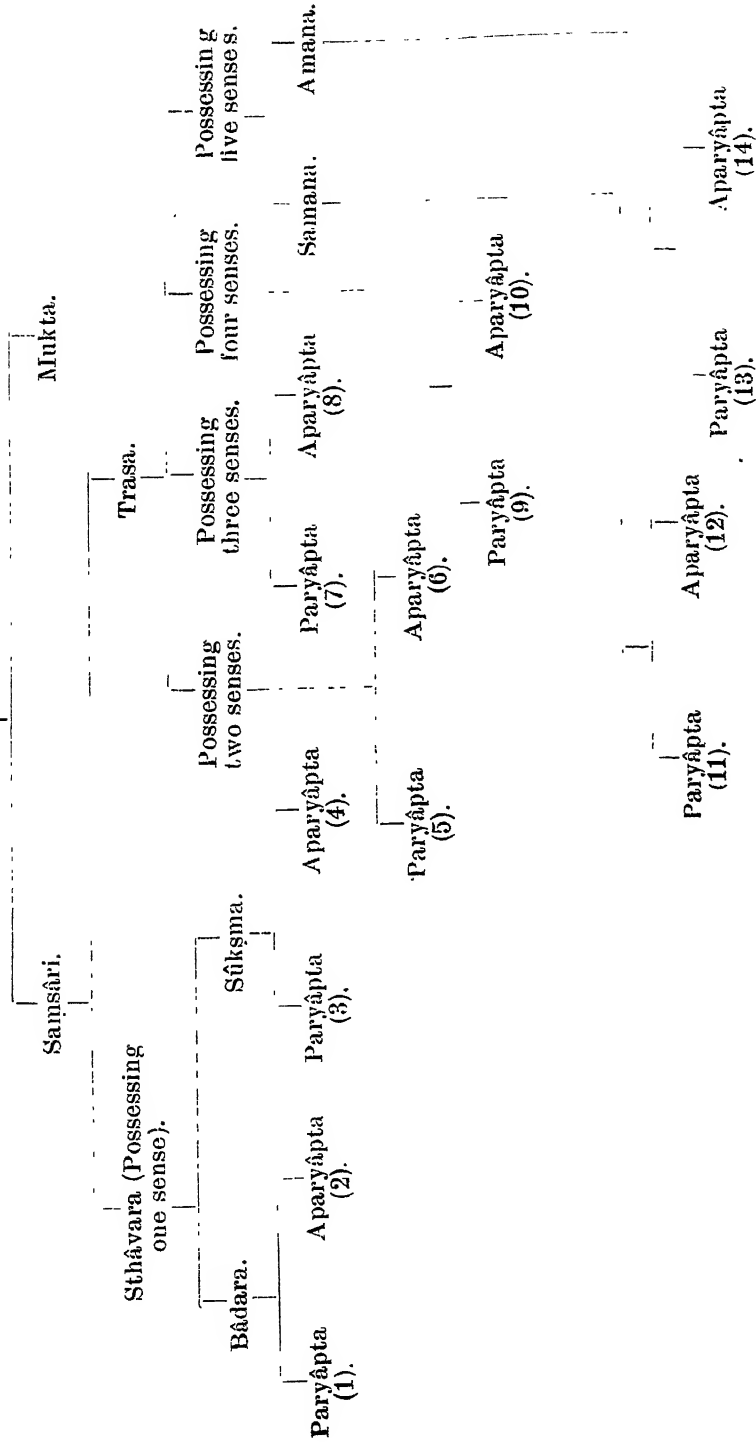 Mukta.
Saṃsâri.
Trasa.
Sthâvara (Possessing
one sense).
Possessing
two senses.
Possessing
three senses.
Possessing
four senses.
Possessing
five senses.
Bâdara.
Sûkṣma.
Paryâpta
(1).
Aparyâpta
(2).
Paryâpta
(3).
Aparyâpta
(4).
Paryâpta
(7).
Aparyâpta
(8).
Samana.
Amana.
Paryâpta
(5).
Aparyâpta
(6).
Paryâpta
(9).
Aparyâpta
(10).
Paryâpta
(11).
Aparyâpta
(12).
Paryâpta
(13).
Aparyâpta
(14).